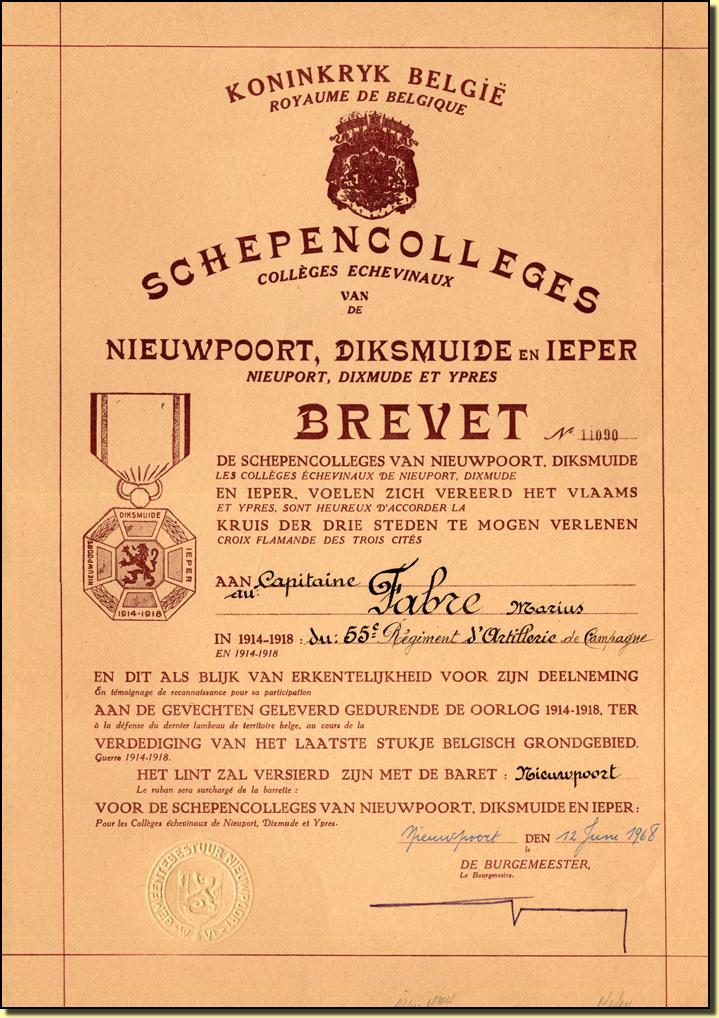 KONINKRYK BELGIË
ROYAUME DE BELGIQUE
SCHEPENCOLLEGES
COLLÈGES ECHEVINAUX
VAN
DE
NIEUWPOORT, DIKSMUIDE EN IEPER
NIEUPORT, DIXMUDE ET YPRES
BREVET No 11090
DE SCHEPENCOLLEGES VAN NIEUWPOORT, DIKSMUIDE
LES COLLÈGES ÉCHEVINAUX DE NIEUPORT, DIXMUDE
EN IEPER, VOELEN ZICH VEREERD HET VLAAMS
ET YPRES, SONT HEUREUX D'ACCORDER LA
KRUIS DER DRIE STEDEN TE MOGEN VERLENEN
CROIX FLAMANDE DES TROIS CITÉS
DIKSMUIDE
NIEUWPOORT
IEPER
1914-1918
AAN Capitaine Fabre Marius
au:
IN 1914-1918 : du: 55e Régiment d'Artillerie de Campagne
EN 1914-1918
EN DIT ALS BLIJK VAN ERKENTELIJKHEID VOOR ZIJN DEELNEMING
En témoignage de reconnaissance pour sa participation
AAN DE GEVECHTEN GELEVERD GEDURENDE DE OORLOG 1914-1918, TER
à la défense du dernier lambeau de territoire belge, au cours de la
VERDEDIGING VAN HET LAATSTE STUKJE BELGISCH GRONDGEBIED.
Guerre 1914-1918.
HET LINT ZAL VERSIERD ZIJN MET DE BARET : Nieuwpoort
Le ruban sera surchargé de la barrette :
VOOR DE SCHEPENCOLLEGES VAN NIEUWPOORT, DIKSMUIDE EN IEPER:
Pour les Collèges échevinaux de Nieuport, Dixmude et Ypres.
Nieuwpoort DEN 12 Juni 1968
le
DE BURGEMEESTER,
Le Bourgmestre.
GEMEENTEBESTUUR NIEUWPOORT
W. VL.